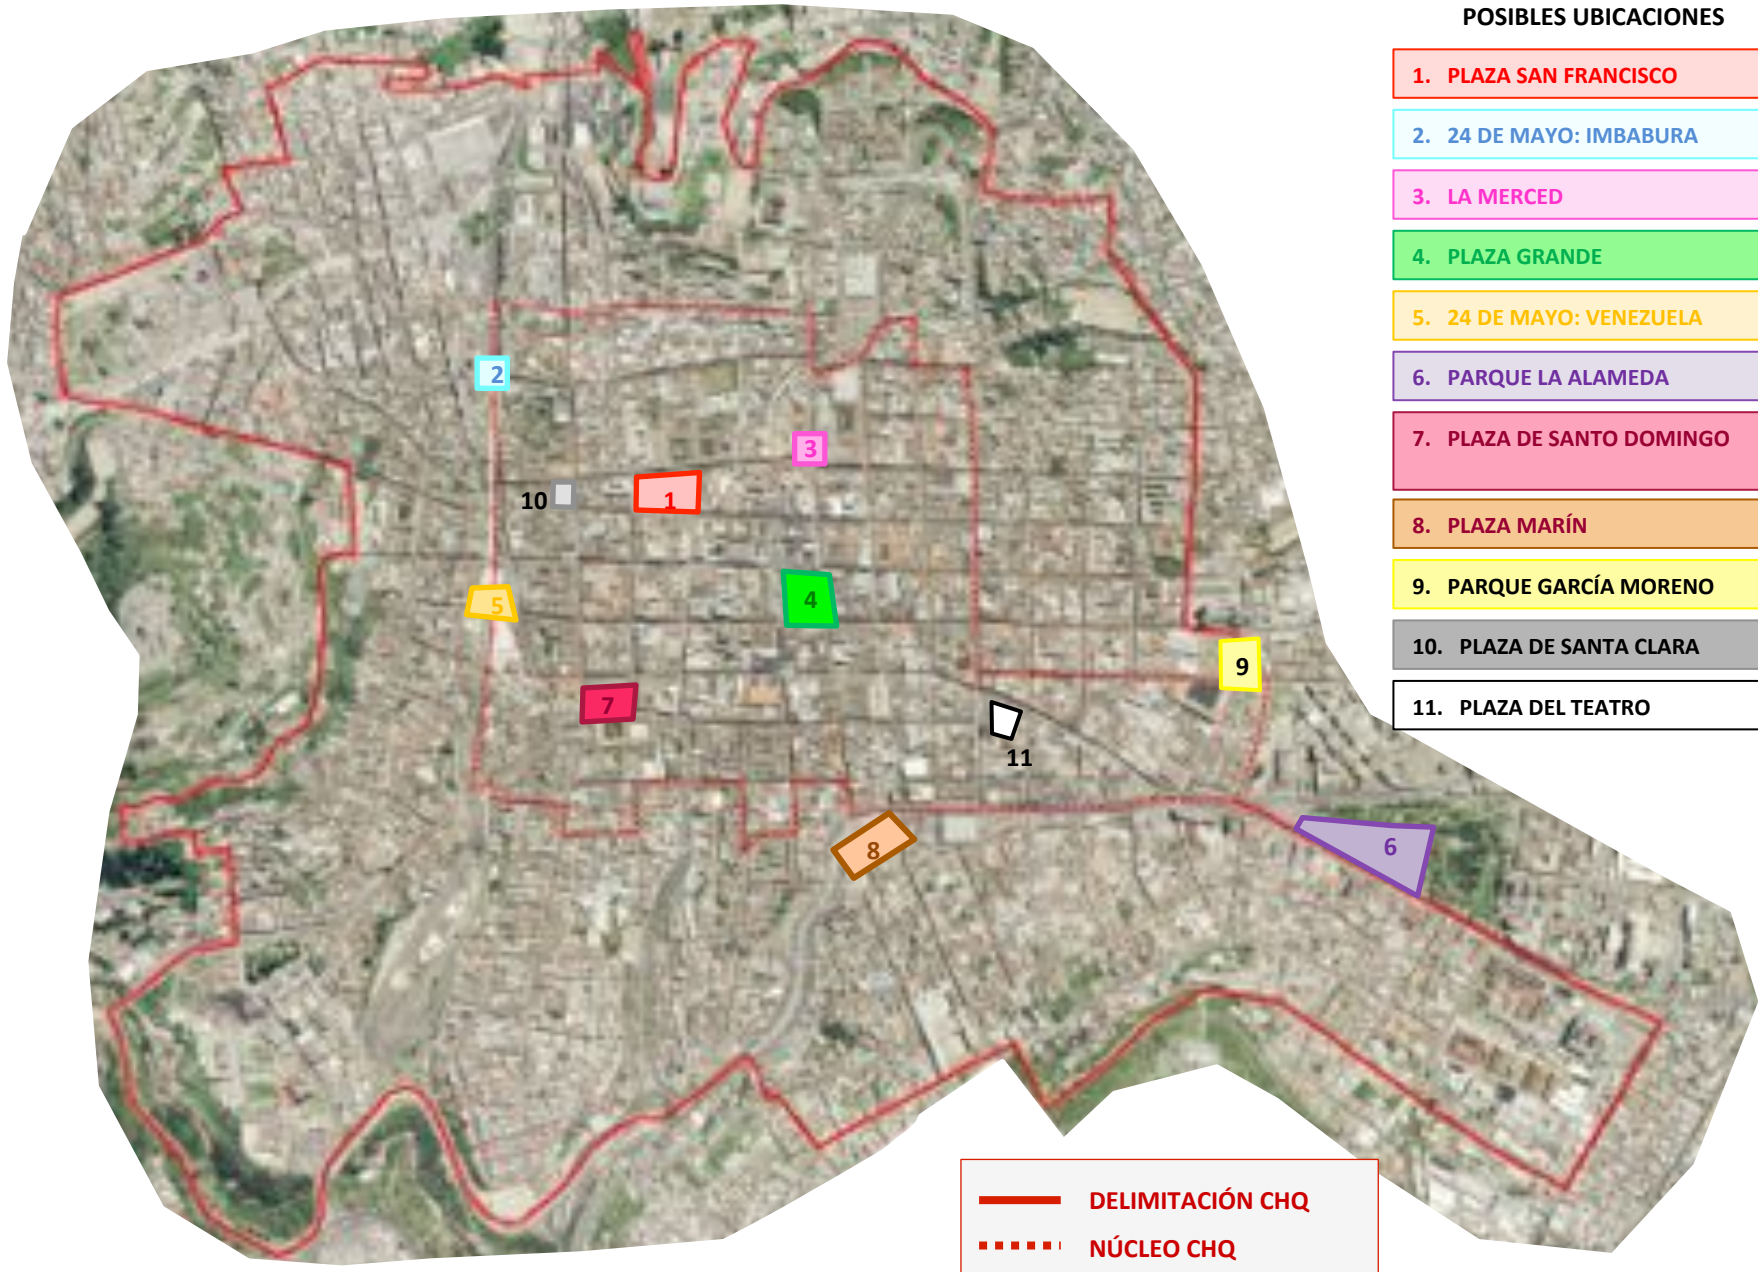 POSIBLES UBICACIONES
1. PLAZA SAN FRANCISCO
2. 24 DE MAYO: IMBABURA
3. LA MERCED
4. PLAZA GRANDE
5. 24 DE MAYO: VENEZUELA
6. PARQUE LA ALAMEDA
7. PLAZA DE SANTO DOMINGO
8. PLAZA MARÍN
9. PARQUE GARCÍA MORENO
10. PLAZA DE SANTA CLARA
11. PLAZA DEL TEATRO
2
3
10
1
5
4
9
7
11
8
6
DELIMITACIÓN CHQ
NÚCLEO CHQ